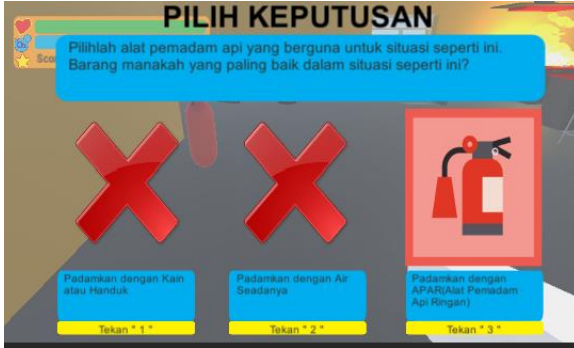 PILIH KEPUTUSAN
Pilihlah alat pemadam api yang berguna untuk situasi seperti ini.
Barang manakah yang paling baik dalam situasi seperti ini?
Padamkan dengan Kain
atau Handuk
Padamkan dengan Air
Seadanya
Padamkan dengan
APAR(Alat Pemadam
Api Ringan)
Tekan " 1 "
Tekan " 2 "
Tekan " 3 "